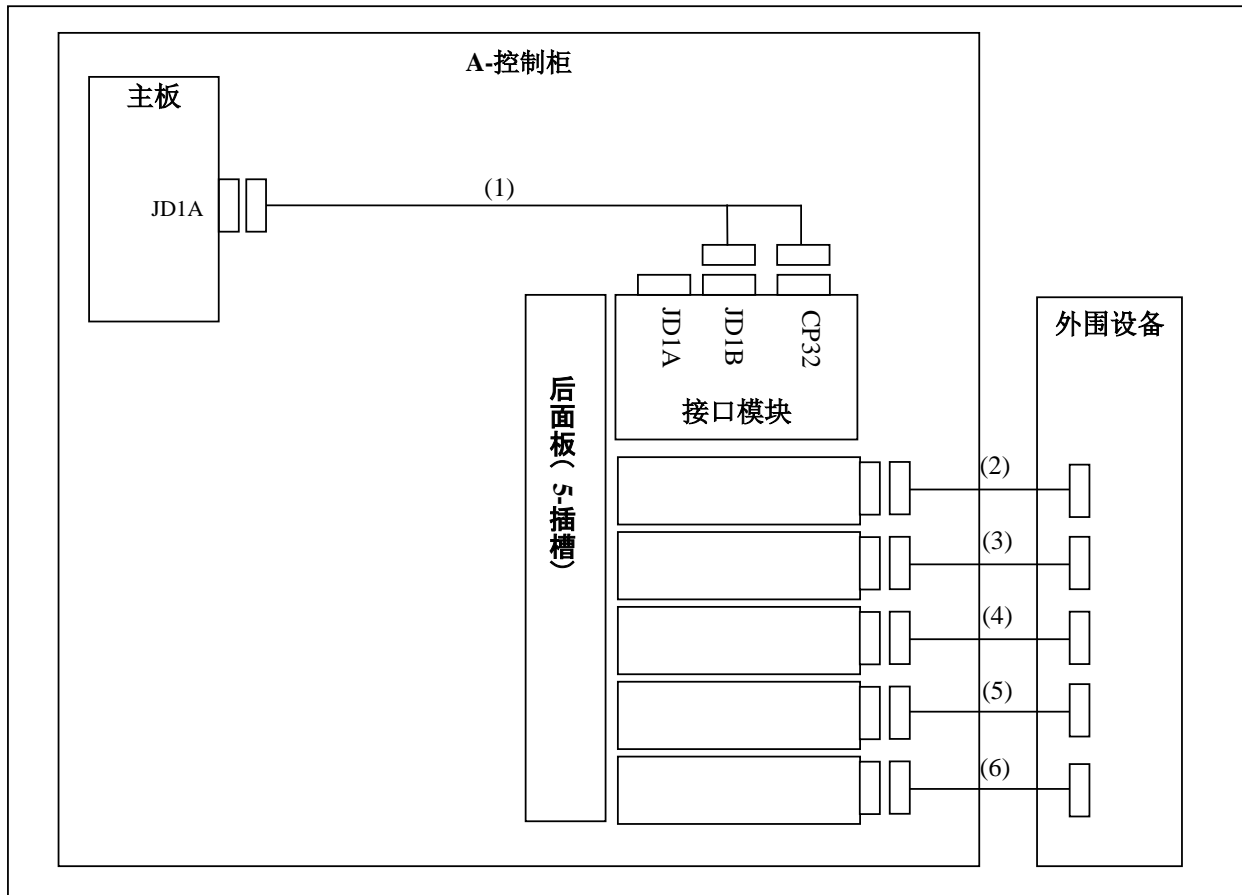 A-控制柜
主板
JD1A
(1)
JD1A
JD1B
CP32
接口模块
后面板( 5-插槽)
外围设备
(2)
(3)
(4)
(5)
(6)